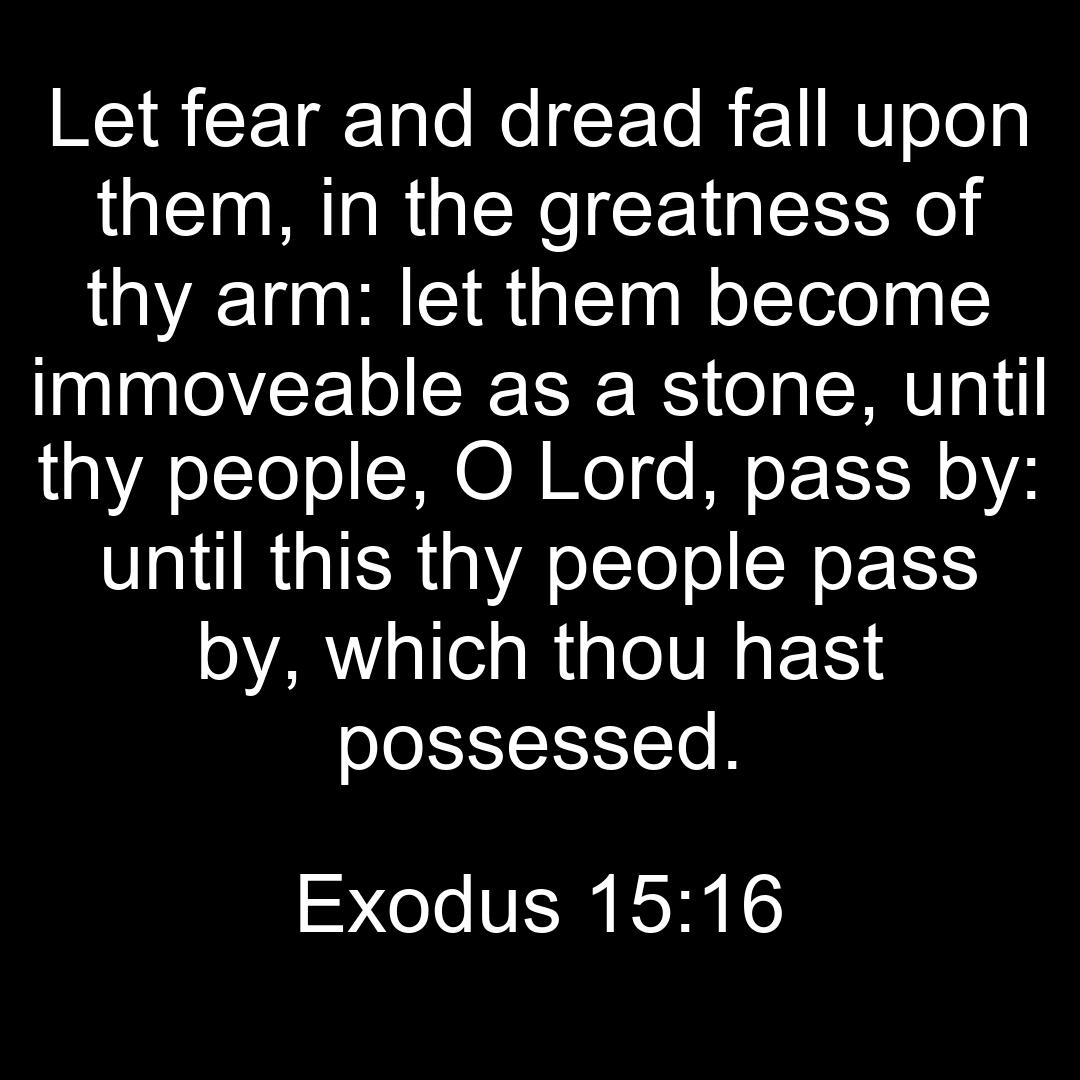 Let fear and dread fall upon
them, in the greatness of
thy arm: let them become
immoveable as a stone, until
thy people, O Lord, pass by:
until this thy people pass
by, which thou hast
possessed.
Exodus 15:16